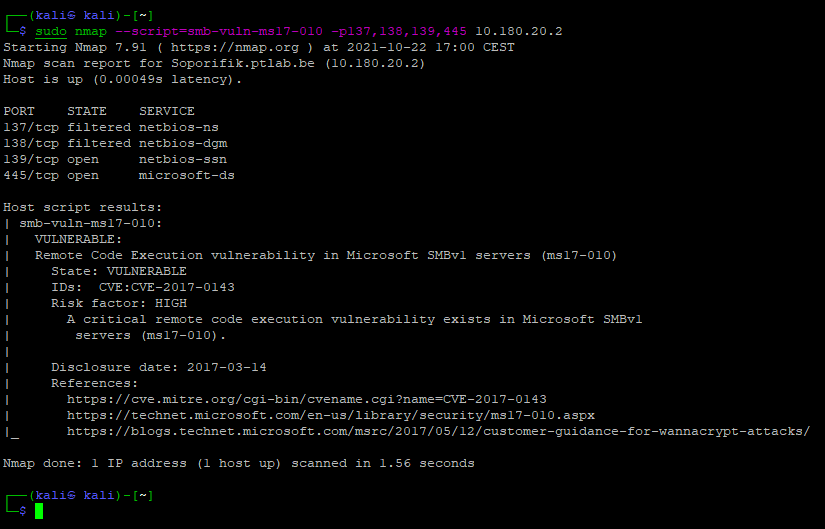 ┌──(kali㉿ kali)-[~]
└─$ sudo nmap --script=smb-vuln-ms17-010 -p137,138,139,445 10.180.20.2
Starting Nmap 7.91 ( https://nmap.org ) at 2021-10-22 17:00 CEST
Nmap scan report for Soporifik.ptlab.be (10.180.20.2)
Host is up (0.00049s latency).

PORT    STATE    SERVICE
137/tcp filtered netbios-ns
138/tcp filtered netbios-dgm
139/tcp open     netbios-ssn
445/tcp open     microsoft-ds

Host script results:
| smb-vuln-ms17-010:
|   VULNERABLE:
|   Remote Code Execution vulnerability in Microsoft SMBv1 servers (ms17-010)
|     State: VULNERABLE
|     IDs:  CVE:CVE-2017-0143
|     Risk factor: HIGH
|       A critical remote code execution vulnerability exists in Microsoft SMBv1
|        servers (ms17-010).
|
|     Disclosure date: 2017-03-14
|     References:
|       https://cve.mitre.org/cgi-bin/cvename.cgi?name=CVE-2017-0143
|       https://technet.microsoft.com/en-us/library/security/ms17-010.aspx
|_      https://blogs.technet.microsoft.com/msrc/2017/05/12/customer-guidance-for-wannacrypt-attacks/

Nmap done: 1 IP address (1 host up) scanned in 1.56 seconds

┌──(kali㉿ kali)-[~]
└─$